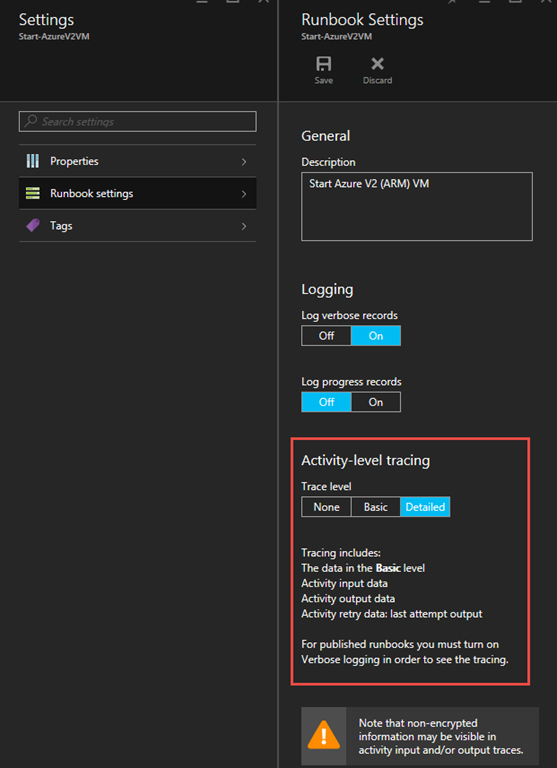 Settings
Start-AzureV2VM
Search settings
Properties
Runbook settings
Tags
Runbook Settings
Start-AzureV2VM
Save
Discard
General
Description
Start Azure V2 (ARM) VM
Logging
Log verbose records
Off On
Log progress records
Off On
Activity-level tracing
Trace level
None Basic Detailed
Tracing includes:
The data in the Basic level
Activity input data
Activity output data
Activity retry data: last attempt output
For published runbooks you must turn on
Verbose logging in order to see the tracing.
Note that non-encrypted
information may be visible in
activity input and/or output traces.